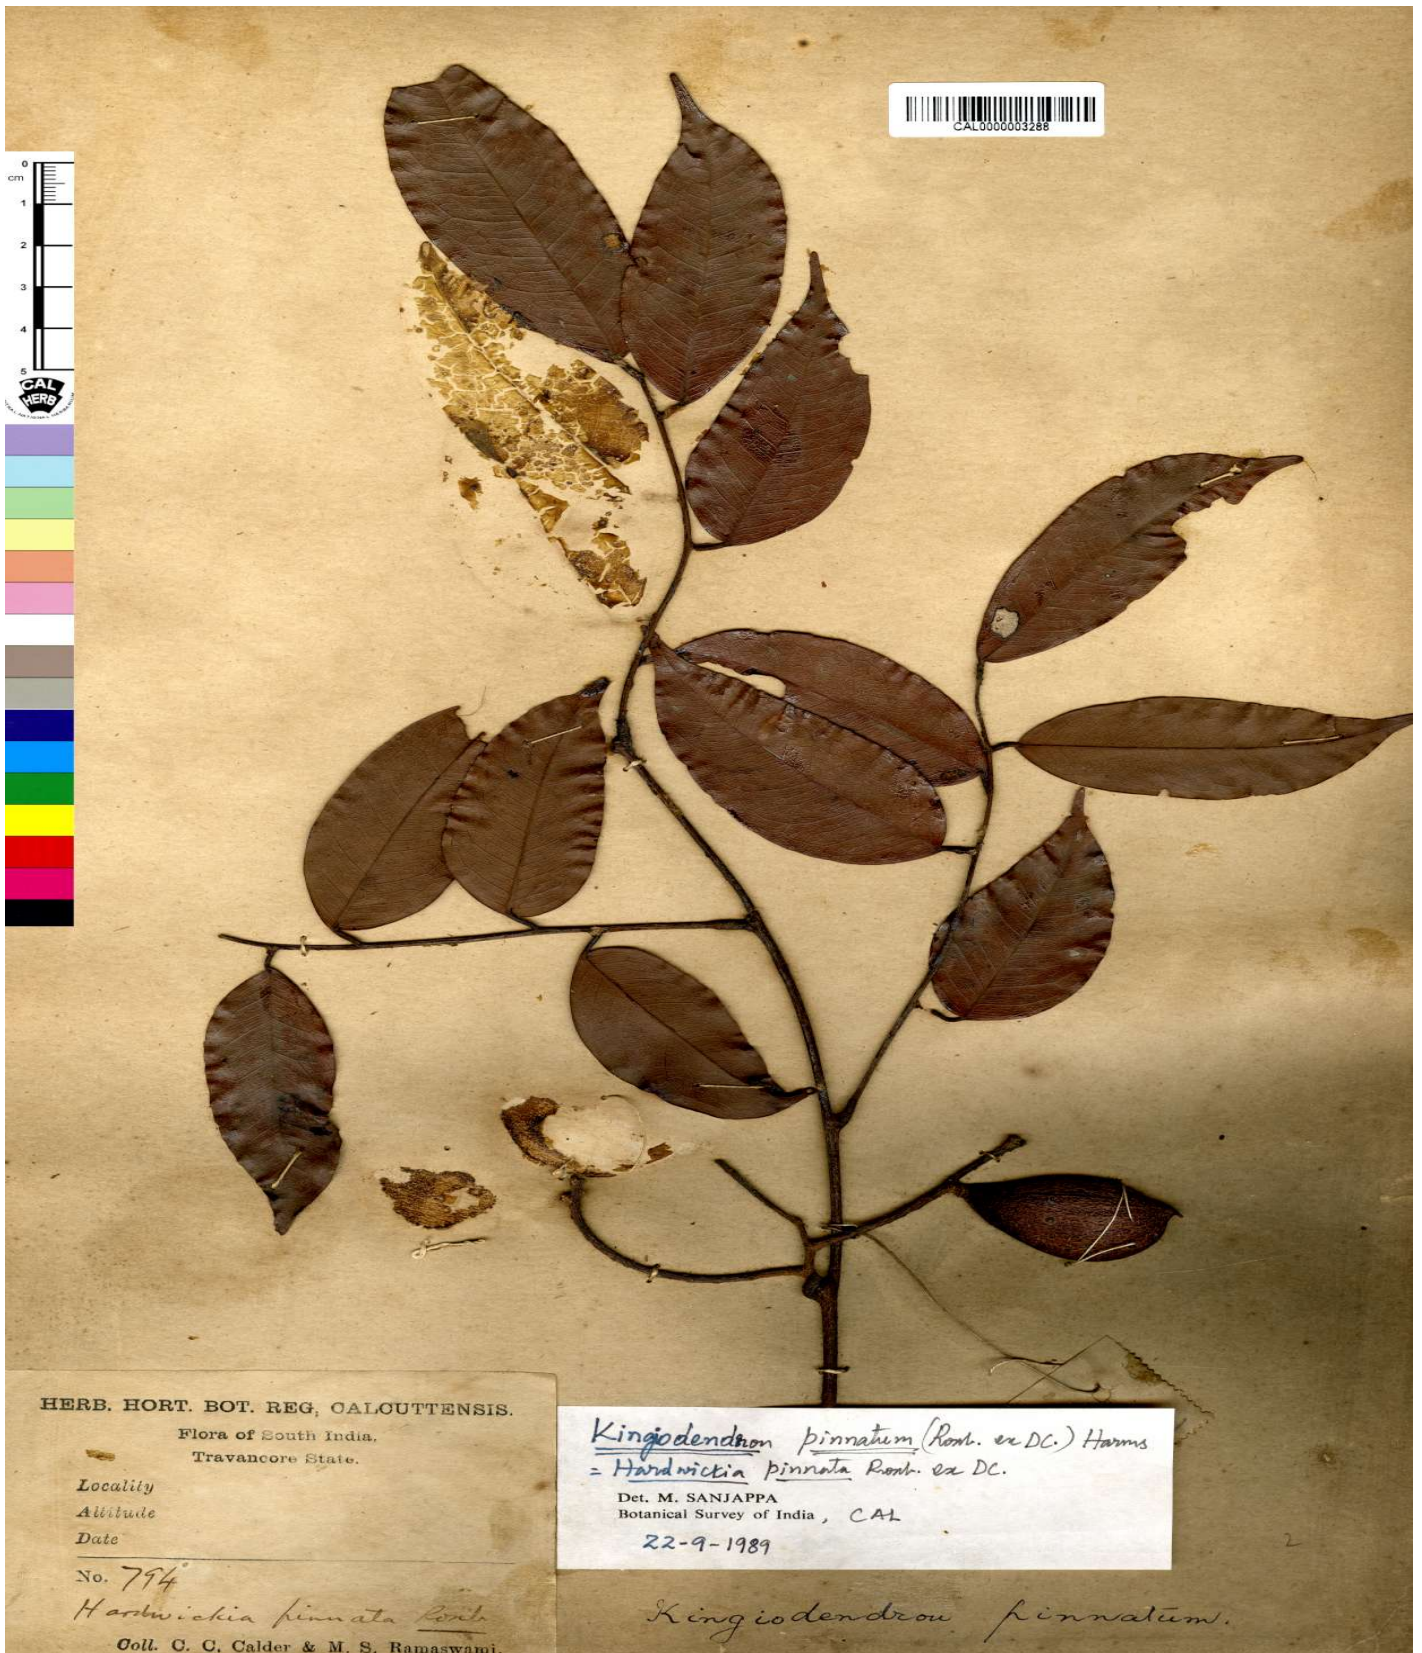 CAL0000003288
0
cm
1
2
3
4
5
CAL
HERB
HERB. HORT. BOT. REG, CALCUTTENSIS.
Flora of South India,
Travancore State.
Locality
Altitude
Date
No. 794
Hardwickia pinnata Roxb.
Coll. C. C. Calder & M. S. Ramaswami.
Kingiodendron pinnatum (Roxb. ex DC.) Harms
= Hardwickia pinnata Roxb. ex DC.
Det. M. SANJAPPA
Botanical Survey of India, CAL
22-9-1989
2
Kingiodendron pinnatum.